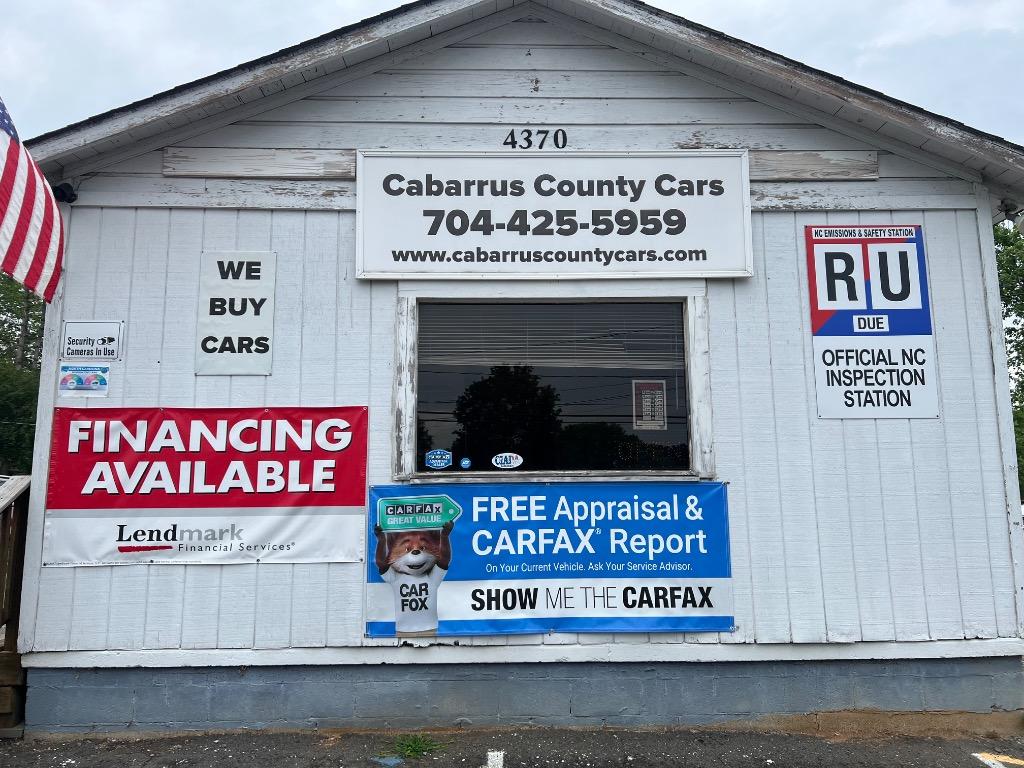 4370
Cabarrus County Cars
704-425-5959
www.cabarruscountycars.com
WE
BUY
CARS
NC EMISSIONS & SAFETY STATION
R U
DUE
OFFICIAL NC
INSPECTION
STATION
Security
Cameras In Use
FINANCING
AVAILABLE
Lendmark
Financial Services®
CARFAX
GREAT VALUE
CAR
FOX
FREE Appraisal &
CARFAX® Report
On Your Current Vehicle. Ask Your Service Advisor.
SHOW ME THE CARFAX